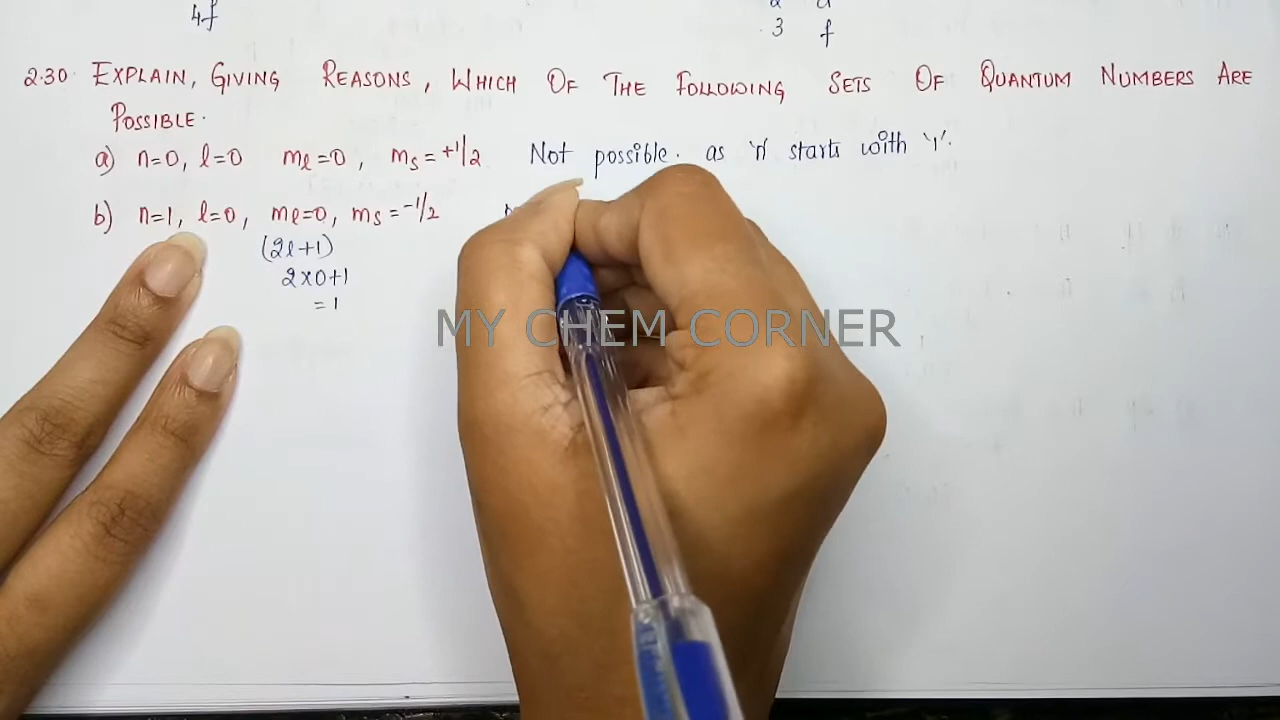 4f
3 f
2.30 EXPLAIN, GIVING REASONS, WHICH OF THE FOLLOWING SETS OF QUANTUM NUMBERS ARE
POSSIBLE.
a) n=0, l=0 ml=0, ms=+1/2 Not possible. as 'n' starts with '1'.
b) n=1, l=0, ml=0, ms=-1/2
(2l+1)
2x0+1
=1
MY CHEM CORNER